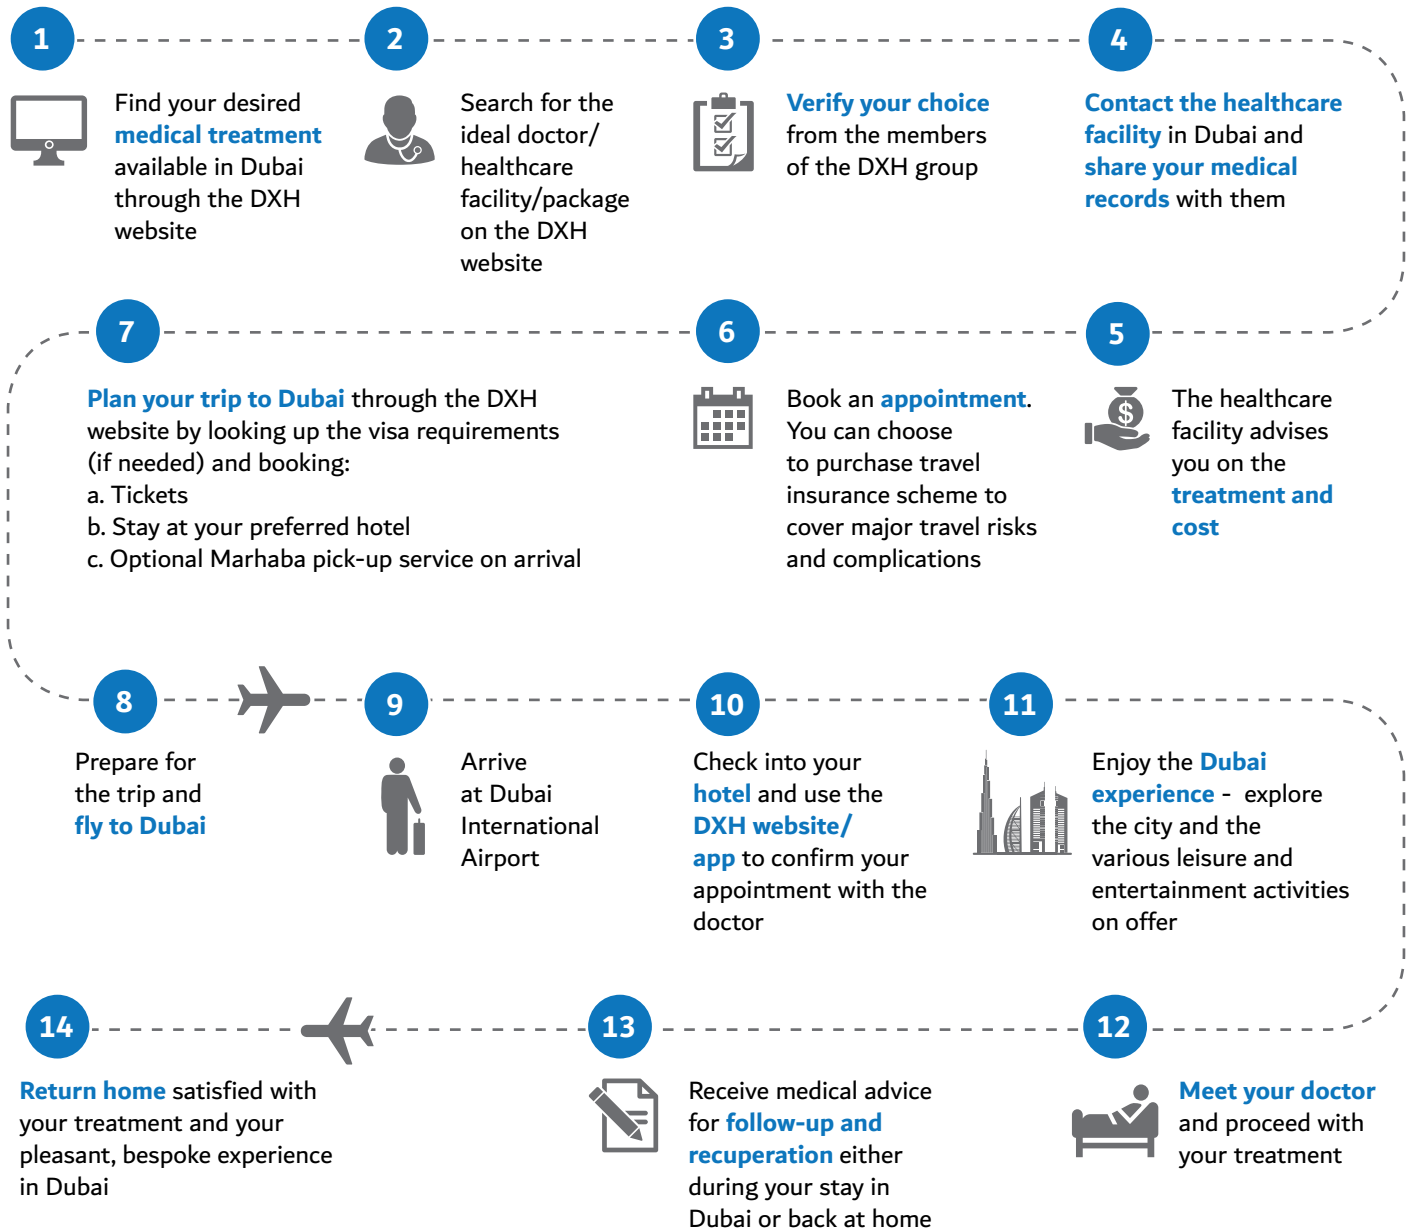 1
Find your desired
medical treatment
available in Dubai
through the DXH
website
2
Search for the
ideal doctor/
healthcare
facility/package
on the DXH
website
3
Verify your choice
from the members
of the DXH group
4
Contact the healthcare
facility in Dubai and
share your medical
records with them
5
The healthcare
facility advises
you on the
treatment and
cost
6
Book an appointment.
You can choose
to purchase travel
insurance scheme to
cover major travel risks
and complications
7
Plan your trip to Dubai through the DXH
website by looking up the visa requirements
(if needed) and booking:
a. Tickets
b. Stay at your preferred hotel
c. Optional Marhaba pick-up service on arrival
8
Prepare for
the trip and
fly to Dubai
9
Arrive
at Dubai
International
Airport
10
Check into your
hotel and use the
DXH website/
app to confirm your
appointment with the
doctor
11
Enjoy the Dubai
experience - explore
the city and the
various leisure and
entertainment activities
on offer
12
Meet your doctor
and proceed with
your treatment
13
Receive medical advice
for follow-up and
recuperation either
during your stay in
Dubai or back at home
14
Return home satisfied with
your treatment and your
pleasant, bespoke experience
in Dubai
$